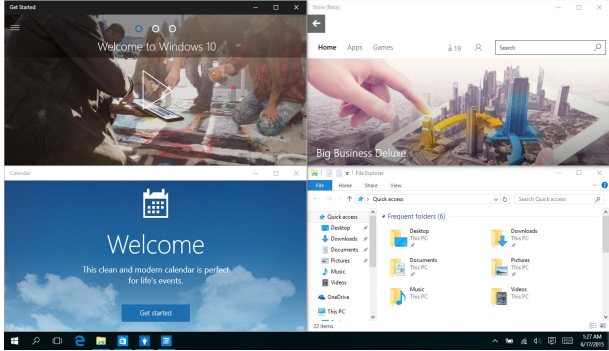 Get Started
Welcome to Windows 10
Store (Beta)
Home Apps Games 19 Search
Big Business Deluxe
Calendar
Welcome
This clean and modern calendar is perfect
for life's events.
Get started
File Explorer
File Home Share View
Quick access Search Quick access
Quick access
Desktop
Downloads
Documents
Pictures
Music
Videos
OneDrive
This PC
Desktop
Frequent folders (6)
Desktop
This PC
Downloads
This PC
Documents
This PC
Pictures
This PC
Music
This PC
Videos
This PC
22 items
1:27 AM
6/17/2015